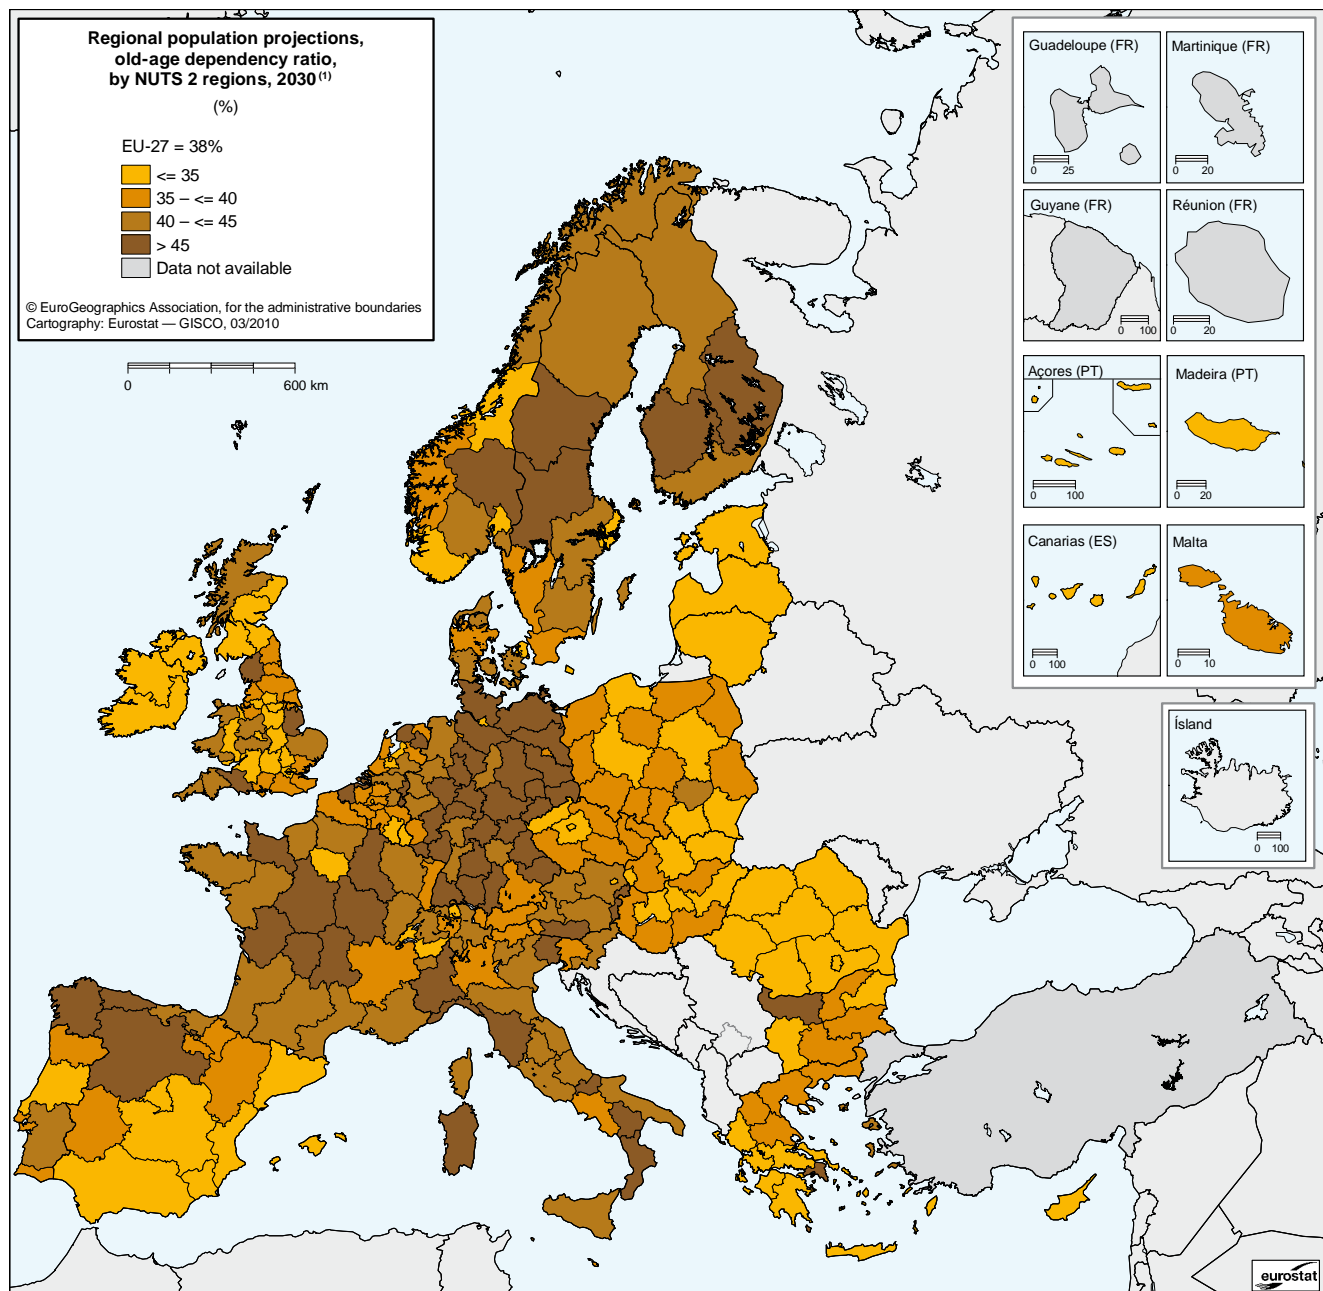 Regional population projections,
old-age dependency ratio,
by NUTS 2 regions, 2030 (1)
(%)
EU-27 = 38%
<= 35
35 – <= 40
40 – <= 45
> 45
Data not available
© EuroGeographics Association, for the administrative boundaries
Cartography: Eurostat — GISCO, 03/2010
0 600 km
Guadeloupe (FR)
0 25
Martinique (FR)
0 20
Guyane (FR)
0 100
Réunion (FR)
0 20
Açores (PT)
0 100
Madeira (PT)
0 20
Canarias (ES)
0 100
Malta
0 10
Ísland
0 100
eurostat